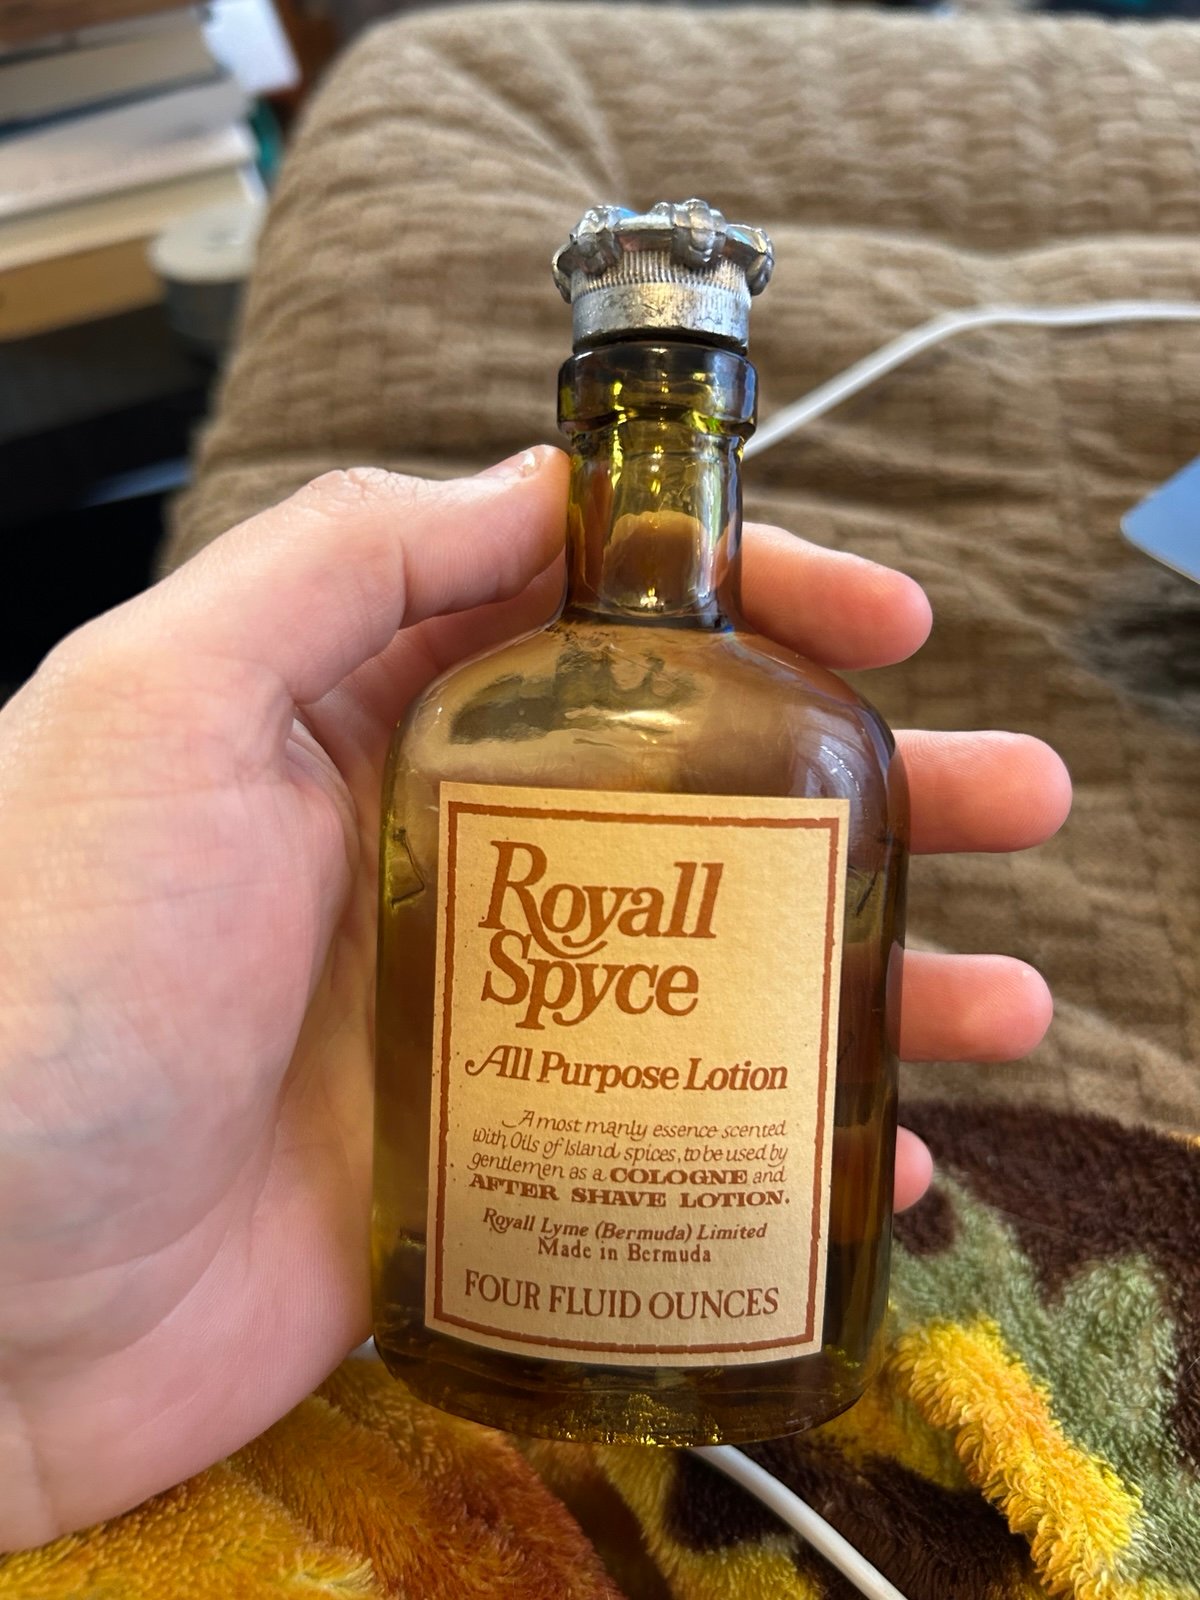 Royall
Spyce
All Purpose Lotion
A most manly essence scented
with Oils of Island spices, to be used by
gentlemen as a COLOGNE and
AFTER SHAVE LOTION.
Royall Lyme (Bermuda) Limited
Made in Bermuda
FOUR FLUID OUNCES